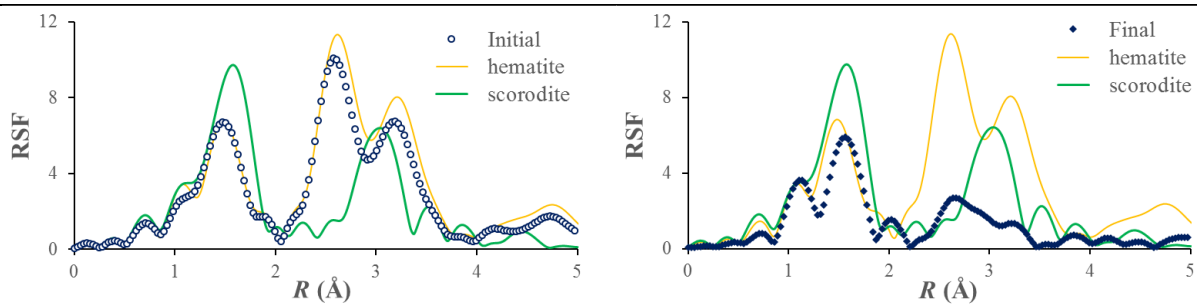 12
8
4
0
RSF
0 1 2 3 4 5
R (Å)
Initial
hematite
scorodite
12
8
4
0
RSF
0 1 2 3 4 5
R (Å)
Final
hematite
scorodite